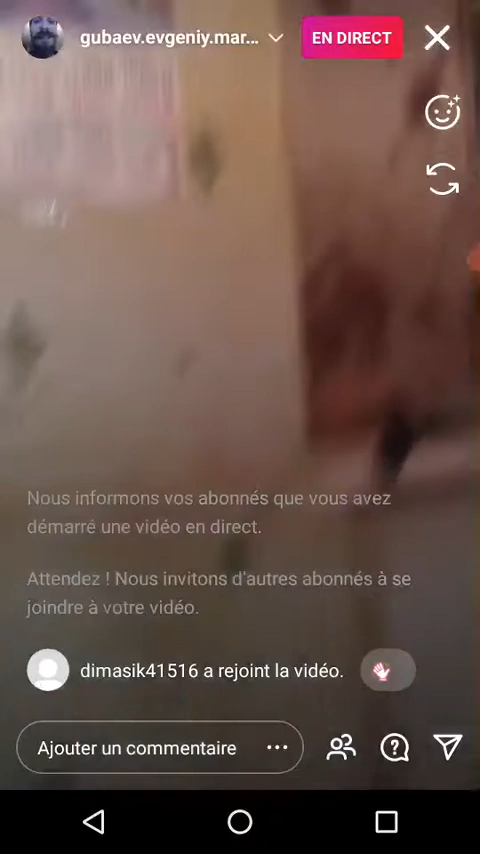 gubaev.evgeniy.mar...
EN DIRECT
Nous informons vos abonnés que vous avez
démarré une vidéo en direct.
Attendez ! Nous invitons d'autres abonnés à se
joindre à votre vidéo.
dimasik41516 a rejoint la vidéo.
Ajouter un commentaire